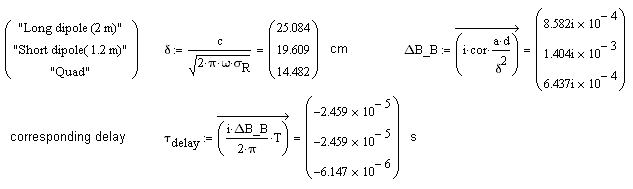 "Long dipole (2 m)"
"Short dipole( 1.2 m)"
"Quad"
δ := c / √(2·π·ω·σ_R) = (25.084 19.609 14.482) cm
ΔB_B := (i·cor·a·d / δ²) = (8.582i × 10⁻⁴ 1.404i × 10⁻³ 6.437i × 10⁻⁴)
corresponding delay
τ_delay := (i·ΔB_B / 2·π ·T) = (-2.459 × 10⁻⁵ -2.459 × 10⁻⁵ -6.147 × 10⁻⁶) s